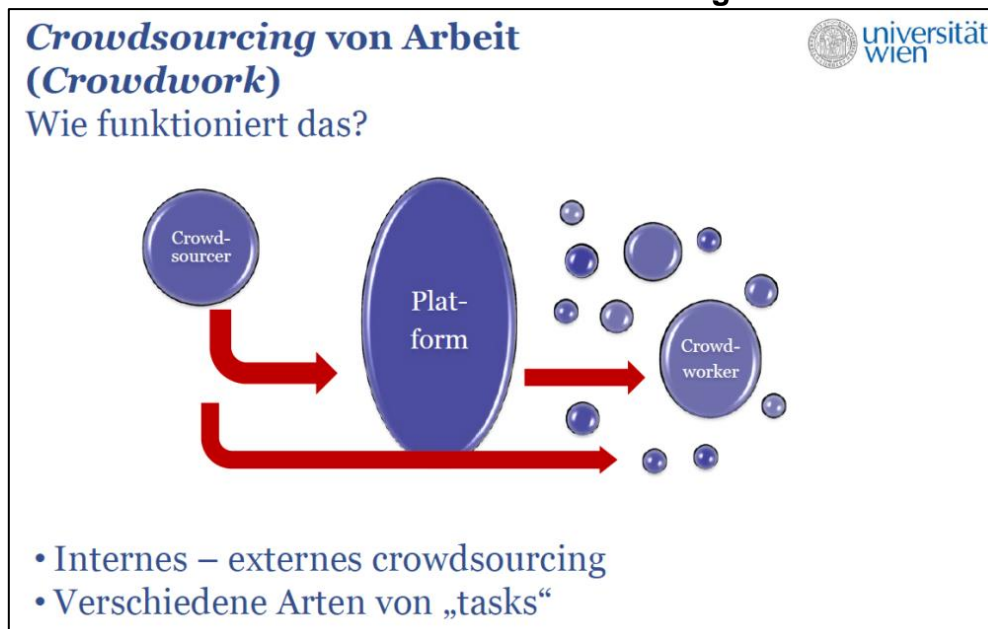 Crowdsourcing von Arbeit
(Crowdwork)
Wie funktioniert das?
universität
wien
Crowd-
sourcer
Plat-
form
Crowd-
worker
• Internes – externes crowdsourcing
• Verschiedene Arten von „tasks“